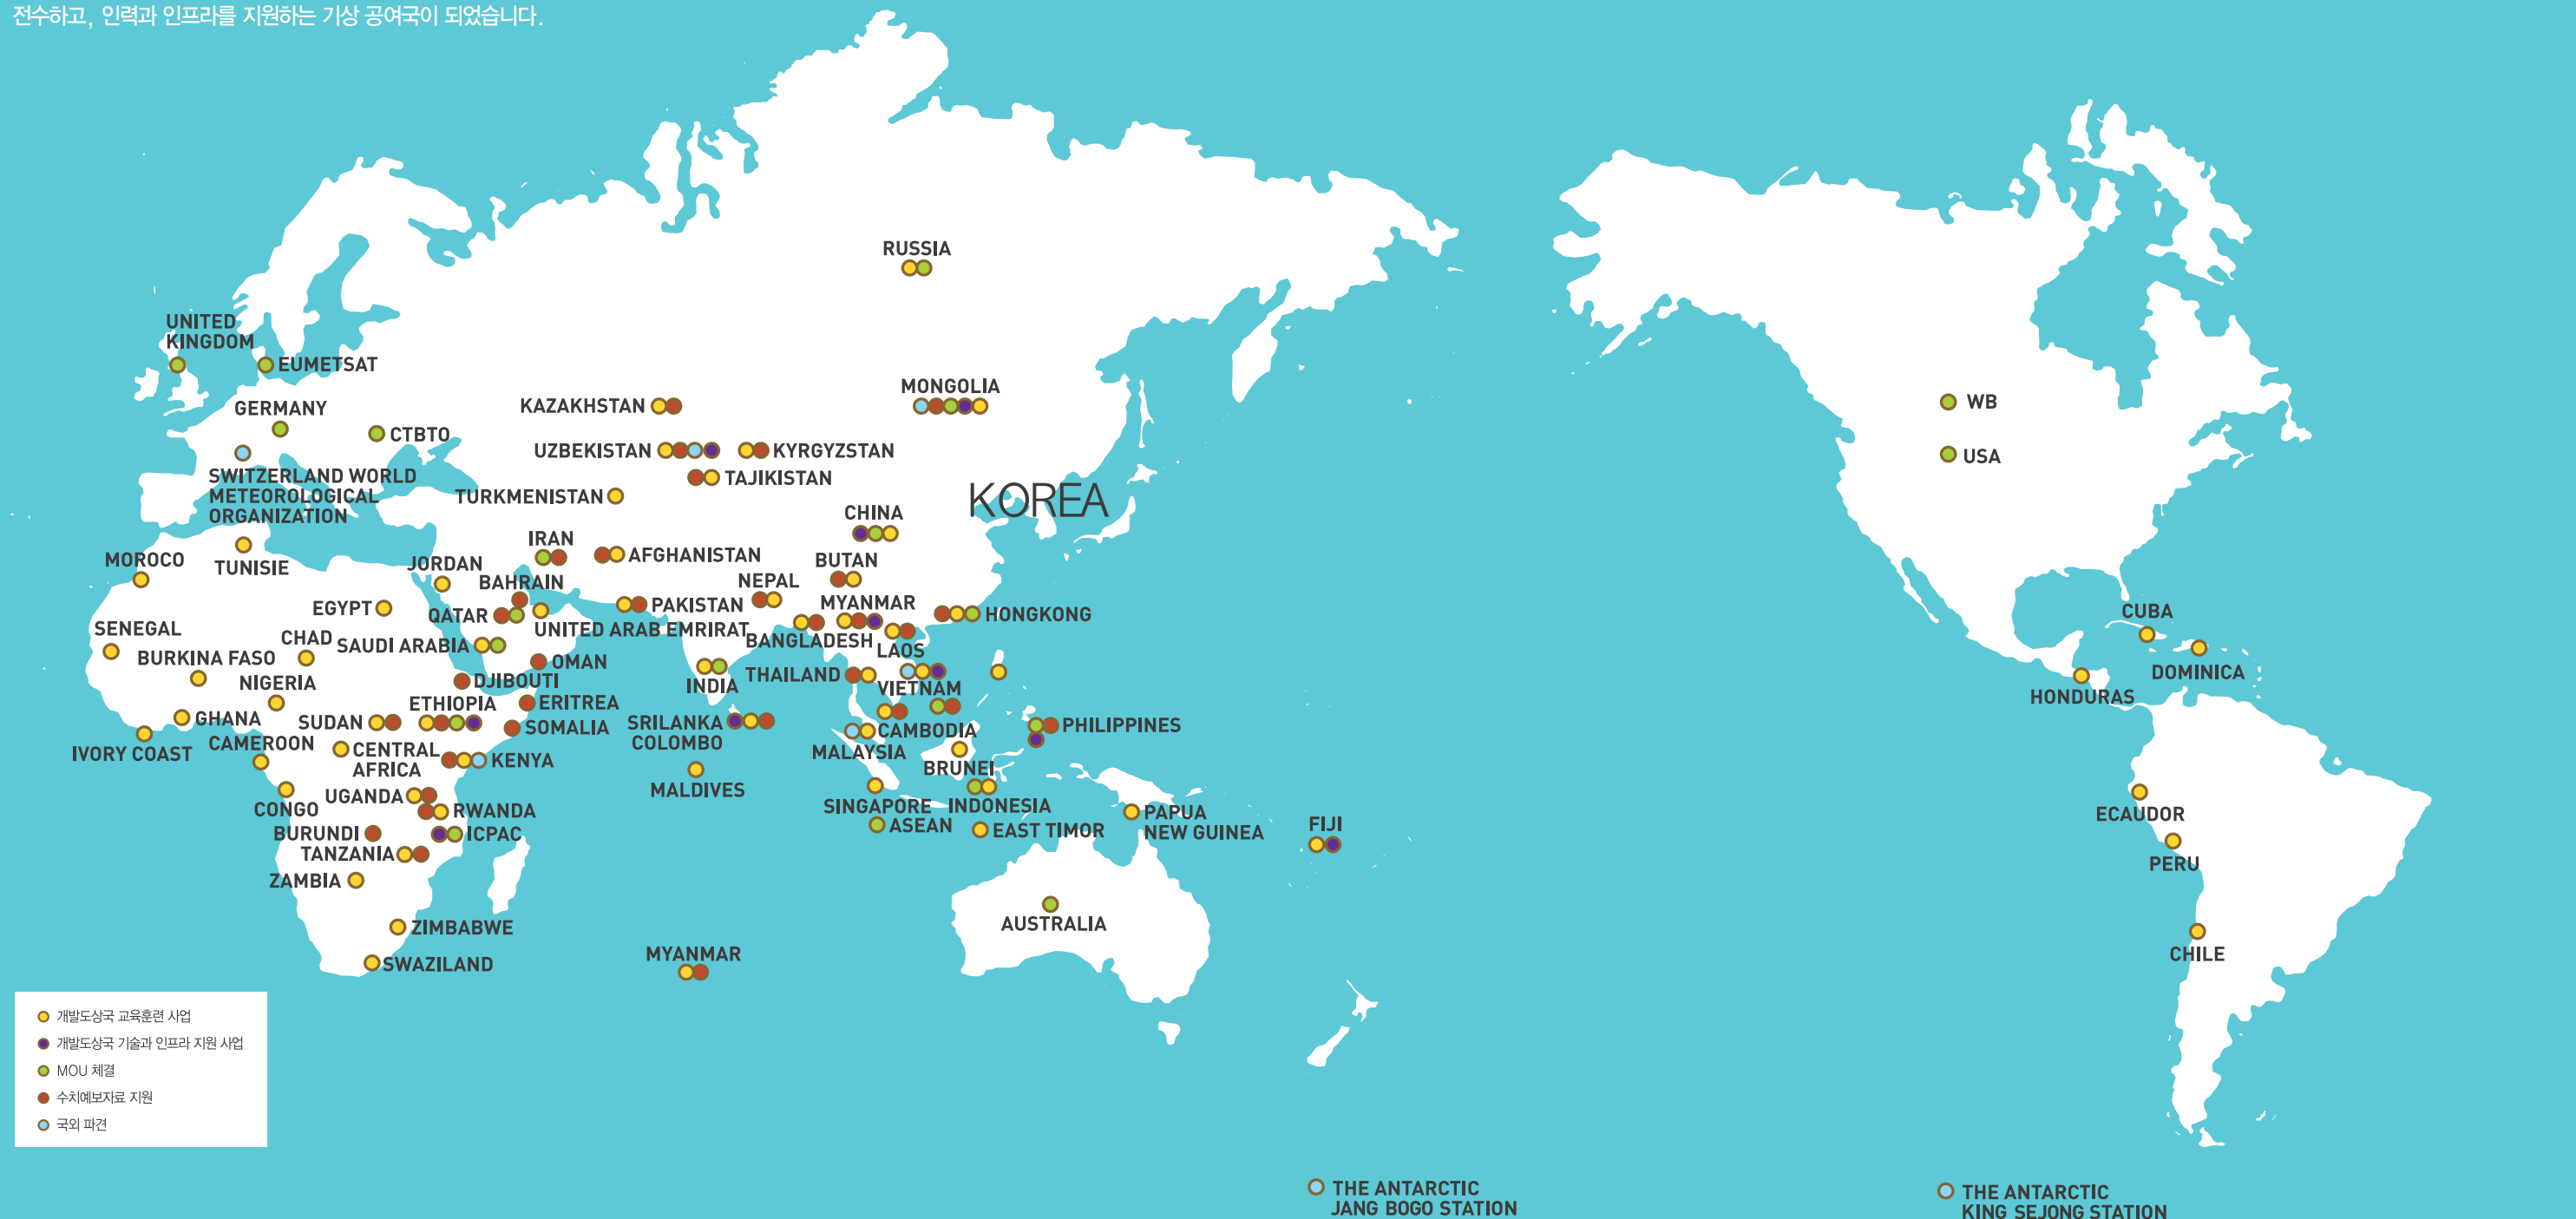 전수하고, 인력과 인프라를 지원하는 기상 공여국이 되었습니다.
RUSSIA
UNITED
KINGDOM
EUMETSAT
GERMANY
CTBTO
SWITZERLAND WORLD
METEOROLOGICAL
ORGANIZATION
KAZAKHSTAN
MONGOLIA
UZBEKISTAN
KYRGYZSTAN
TAJIKISTAN
TURKMENISTAN
KOREA
CHINA
WB
USA
IRAN
AFGHANISTAN
BUTAN
MOROCO
TUNISIE
JORDAN
BAHRAIN
NEPAL
EGYPT
QATAR
PAKISTAN
MYANMAR
HONGKONG
UNITED ARAB EMRIRAT
BANGLADESH
LAOS
SENEGAL
CHAD
SAUDI ARABIA
BURKINA FASO
OMAN
NIGERIA
DJIBOUTI
INDIA
THAILAND
VIETNAM
CUBA
DOMINICA
HONDURAS
GHANA
SUDAN
ETHIOPIA
ERITREA
SOMALIA
SRILANKA
COLOMBO
CAMBODIA
PHILIPPINES
IVORY COAST
CAMEROON
CENTRAL
AFRICA
KENYA
MALAYSIA
BRUNEI
MALDIVES
CONGO
UGANDA
RWANDA
SINGAPORE
INDONESIA
BURUNDI
ICPAC
ASEAN
EAST TIMOR
PAPUA
NEW GUINEA
FIJI
ECAUDOR
TANZANIA
PERU
ZAMBIA
ZIMBABWE
AUSTRALIA
SWAZILAND
MYANMAR
CHILE
개발도상국 교육훈련 사업
개발도상국 기술과 인프라 지원 사업
MOU 체결
수치예보자료 지원
국외 파견
THE ANTARCTIC
JANG BOGO STATION
THE ANTARCTIC
KING SEJONG STATION